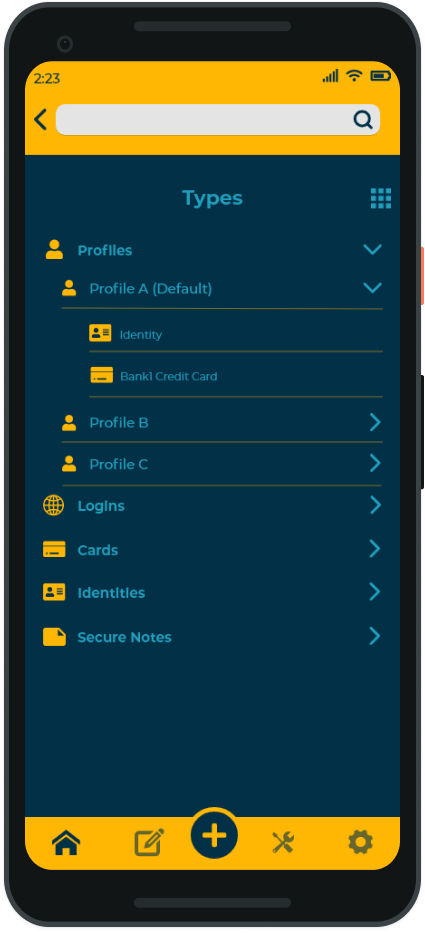 2:23
Types
Profiles
Profile A (Default)
Identity
Bank1 Credit Card
Profile B
Profile C
Logins
Cards
Identities
Secure Notes